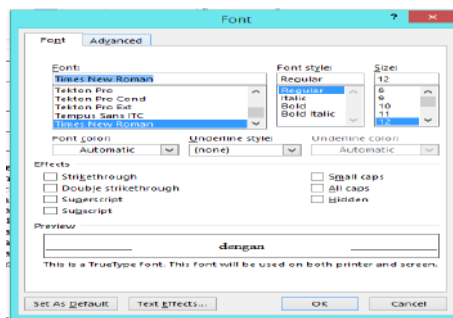 Font
? ×
Font Advanced
Font: Font style: Size:
Times New Roman Regular 12
Tekton Pro Regular 8
Tekton Pro Cond Italic 9
Tekton Pro Ext Bold 10
Tempus Sans ITC Bold Italic 11
Times New Roman 12
Font color: Underline style: Underline color:
Automatic (none) Automatic
Effects
Strikethrough Small caps
Double strikethrough All caps
Superscript Hidden
Subscript
Preview
dengan
This is a TrueType font. This font will be used on both printer and screen.
Set As Default Text Effects... OK Cancel